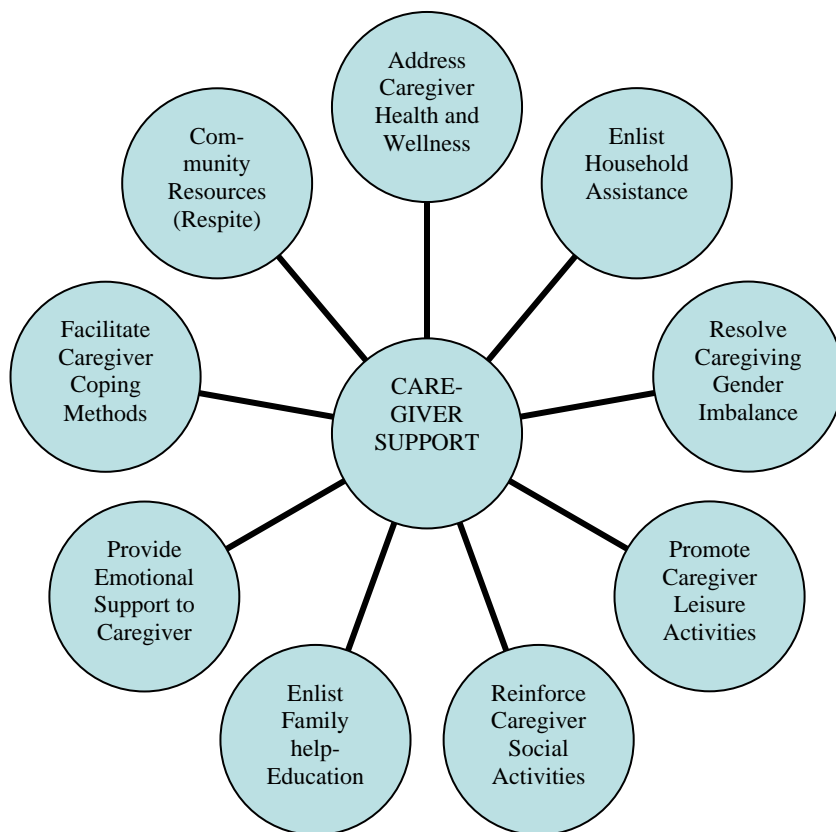 Address
Caregiver
Health and
Wellness
Enlist
Household
Assistance
Resolve
Caregiving
Gender
Imbalance
Promote
Caregiver
Leisure
Activities
Reinforce
Caregiver
Social
Activities
Enlist
Family
help-
Education
Provide
Emotional
Support to
Caregiver
Facilitate
Caregiver
Coping
Methods
Com-
munity
Resources
(Respite)
CARE-
GIVER
SUPPORT